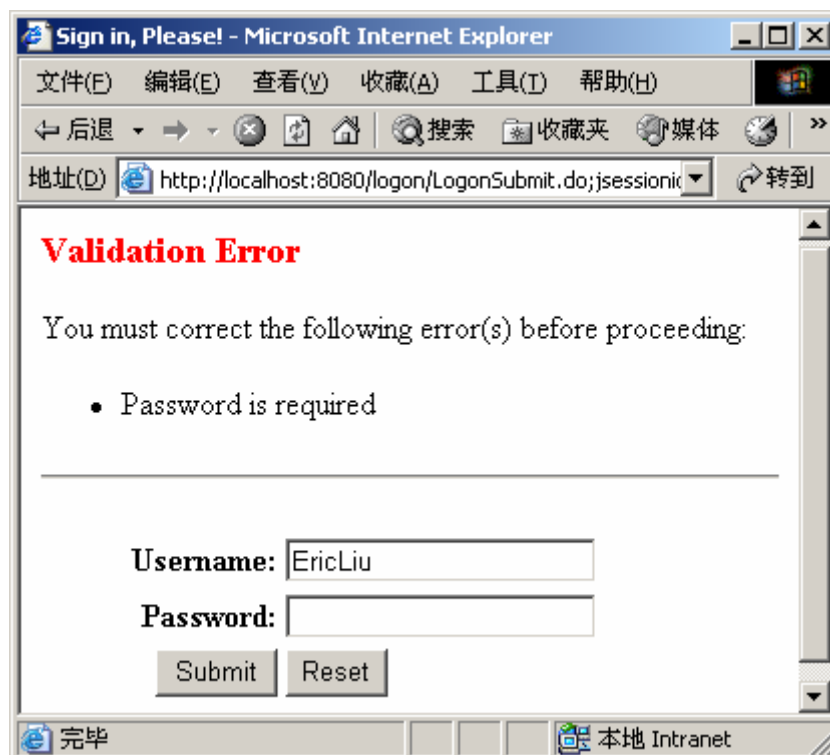 Sign in, Please! - Microsoft Internet Explorer
文件(F) 编辑(E) 查看(V) 收藏(A) 工具(T) 帮助(H)
后退 搜索 收藏夹 媒体 »
地址(D) http://localhost:8080/logon/LogonSubmit.do;jsessionid 转到
Validation Error
You must correct the following error(s) before proceeding:
• Password is required
Username: EricLiu
Password:
Submit Reset
完毕 本地 Intranet